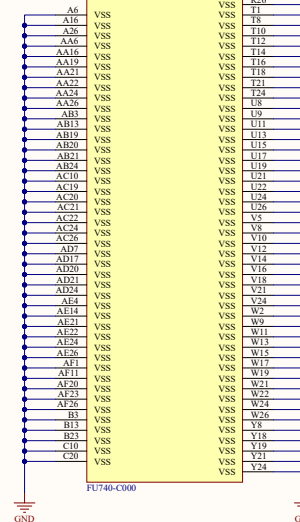 VSS K26
A6 VSS VSS T1
A16 VSS VSS T8
A26 VSS VSS T10
AA6 VSS VSS T12
AA16 VSS VSS T14
AA19 VSS VSS T16
AA21 VSS VSS T18
AA22 VSS VSS T21
AA24 VSS VSS T24
AA26 VSS VSS U8
AB3 VSS VSS U9
AB13 VSS VSS U11
AB19 VSS VSS U13
AB20 VSS VSS U15
AB21 VSS VSS U17
AB24 VSS VSS U19
AC10 VSS VSS U21
AC19 VSS VSS U22
AC20 VSS VSS U24
AC21 VSS VSS U26
AC22 VSS VSS V5
AC24 VSS VSS V8
AC26 VSS VSS V10
AD7 VSS VSS V12
AD17 VSS VSS V14
AD20 VSS VSS V16
AD21 VSS VSS V18
AD24 VSS VSS V21
AE4 VSS VSS V24
AE14 VSS VSS W2
AE21 VSS VSS W9
AE22 VSS VSS W11
AE24 VSS VSS W13
AE26 VSS VSS W15
AF1 VSS VSS W17
AF11 VSS VSS W19
AF20 VSS VSS W21
AF23 VSS VSS W22
AF26 VSS VSS W24
B3 VSS VSS W26
B13 VSS VSS Y8
B23 VSS VSS Y18
C10 VSS VSS Y19
C20 VSS VSS Y21
VSS Y24
FU740-C000
GND